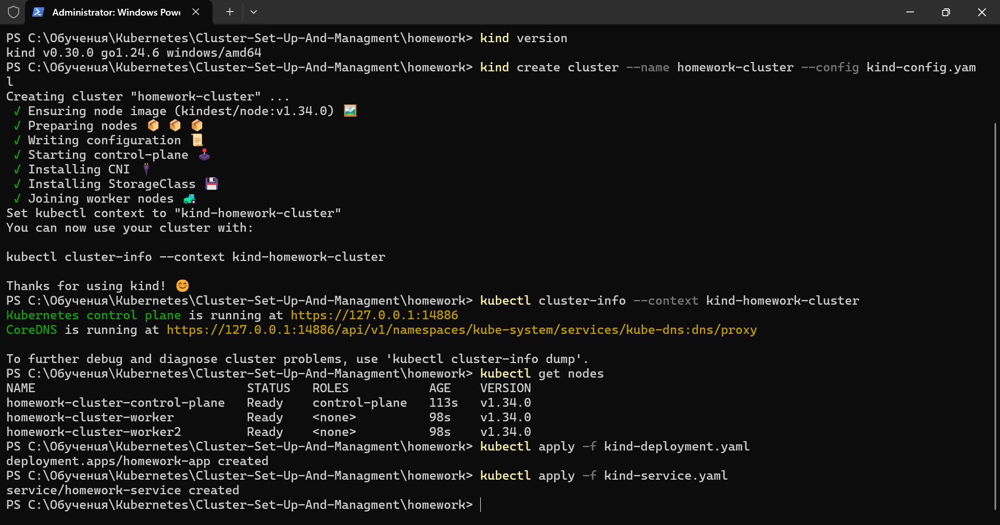 Administrator: Windows Pow
PS C:\Обучения\Kubernetes\Cluster-Set-Up-And-Managment\homework> kind version
kind v0.30.0 go1.24.6 windows/amd64
PS C:\Обучения\Kubernetes\Cluster-Set-Up-And-Managment\homework> kind create cluster --name homework-cluster --config kind-config.yam
l
Creating cluster "homework-cluster" ...
✓ Ensuring node image (kindest/node:v1.34.0) 🖼
✓ Preparing nodes 📦 📦 📦
✓ Writing configuration 📜
✓ Starting control-plane 🕹
✓ Installing CNI 🔌
✓ Installing StorageClass 💾
✓ Joining worker nodes 🚜
Set kubectl context to "kind-homework-cluster"
You can now use your cluster with:
kubectl cluster-info --context kind-homework-cluster
Thanks for using kind! 😊
PS C:\Обучения\Kubernetes\Cluster-Set-Up-And-Managment\homework> kubectl cluster-info --context kind-homework-cluster
Kubernetes control plane is running at https://127.0.0.1:14886
CoreDNS is running at https://127.0.0.1:14886/api/v1/namespaces/kube-system/services/kube-dns:dns/proxy
To further debug and diagnose cluster problems, use 'kubectl cluster-info dump'.
PS C:\Обучения\Kubernetes\Cluster-Set-Up-And-Managment\homework> kubectl get nodes
NAME STATUS ROLES AGE VERSION
homework-cluster-control-plane Ready control-plane 113s v1.34.0
homework-cluster-worker Ready <none> 98s v1.34.0
homework-cluster-worker2 Ready <none> 98s v1.34.0
PS C:\Обучения\Kubernetes\Cluster-Set-Up-And-Managment\homework> kubectl apply -f kind-deployment.yaml
deployment.apps/homework-app created
PS C:\Обучения\Kubernetes\Cluster-Set-Up-And-Managment\homework> kubectl apply -f kind-service.yaml
service/homework-service created
PS C:\Обучения\Kubernetes\Cluster-Set-Up-And-Managment\homework>